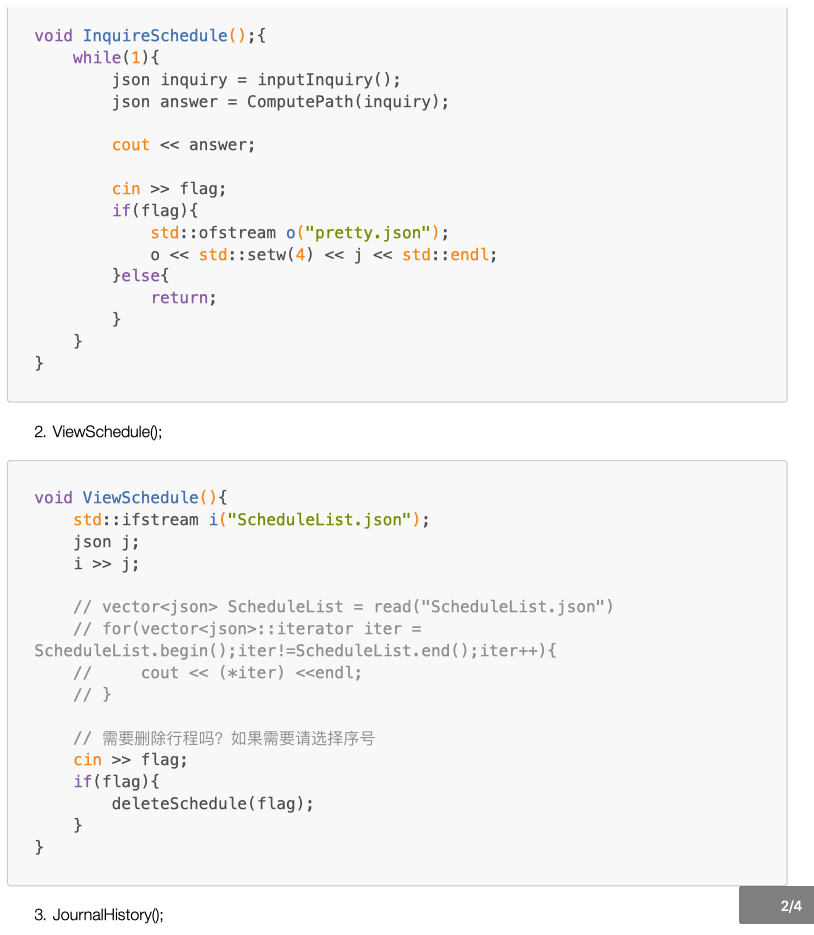 void InquireSchedule();{
    while(1){
        json inquiry = inputInquiry();
        json answer = ComputePath(inquiry);

        cout << answer;

        cin >> flag;
        if(flag){
            std::ofstream o("pretty.json");
            o << std::setw(4) << j << std::endl;
        }else{
            return;
        }
    }
}
2. ViewSchedule();
void ViewSchedule(){
    std::ifstream i("ScheduleList.json");
    json j;
    i >> j;

    // vector<json> ScheduleList = read("ScheduleList.json")
    // for(vector<json>::iterator iter =
ScheduleList.begin();iter!=ScheduleList.end();iter++){
    //     cout << (*iter) <<endl;
    // }

    // 需要删除行程吗？如果需要请选择序号
    cin >> flag;
    if(flag){
        deleteSchedule(flag);
    }
}
3. JournalHistory();
2/4